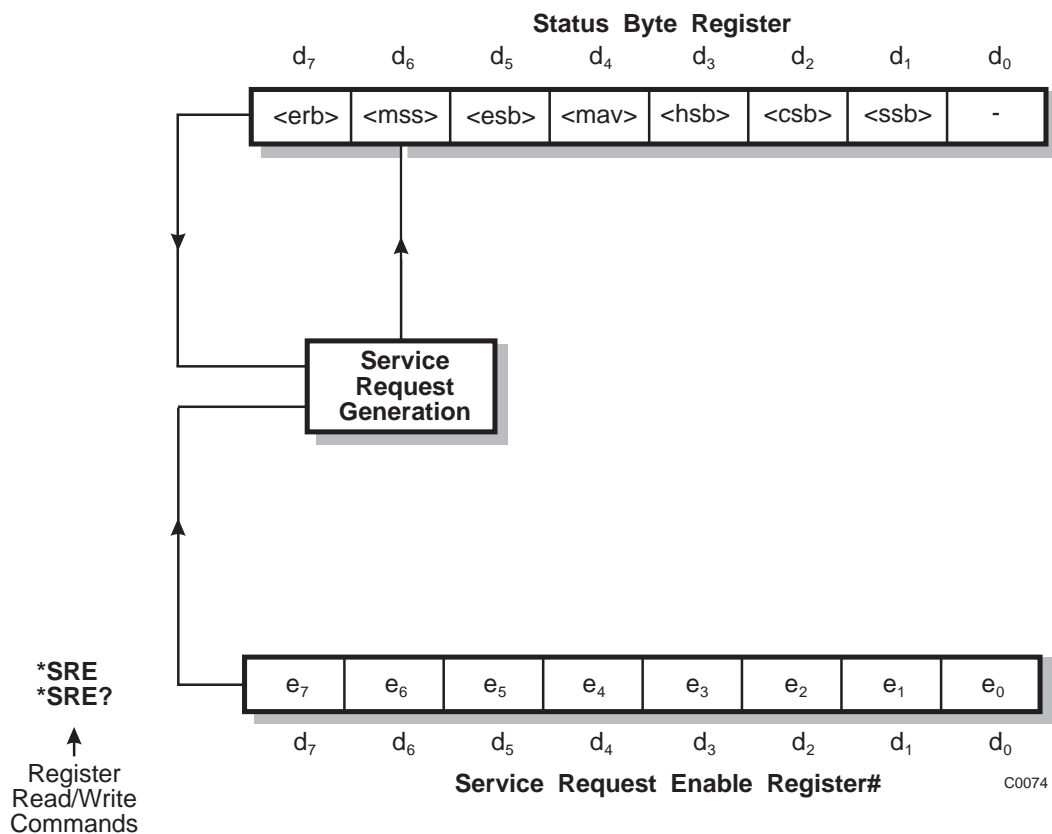 Status Byte Register
d7 d6 d5 d4 d3 d2 d1 d0
<erb> <mss> <esb> <mav> <hsb> <csb> <ssb> -
Service
Request
Generation
*SRE
*SRE?
e7 e6 e5 e4 e3 e2 e1 e0
d7 d6 d5 d4 d3 d2 d1 d0
Register
Read/Write
Commands
Service Request Enable Register#
C0074